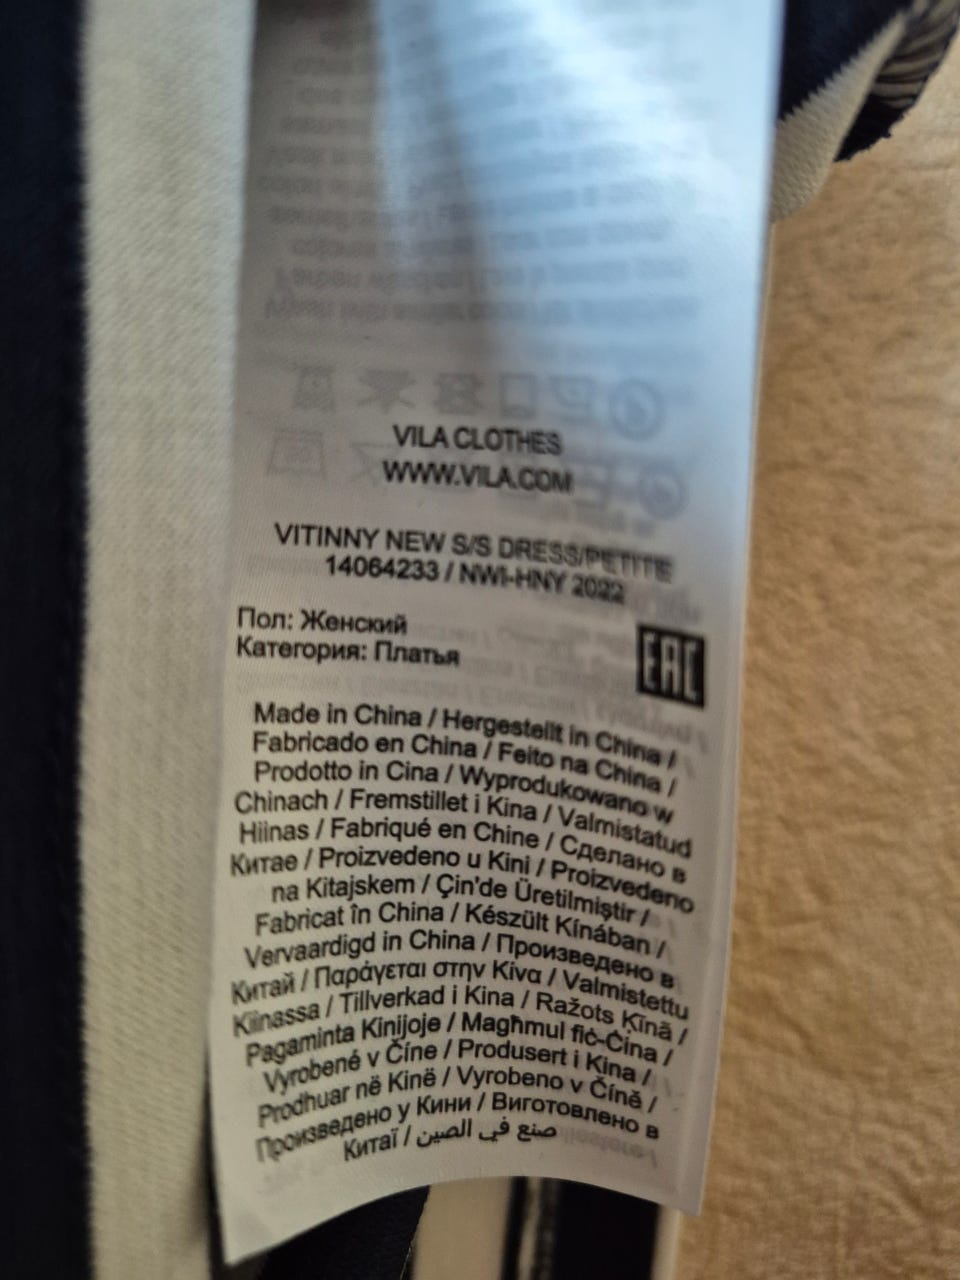 VILA CLOTHES
WWW.VILA.COM
VITINNY NEW S/S DRESS/PETITE
14064233 / NWI-HNY 2022
Пол: Женский
Категория: Платья
EAC
Made in China / Hergestellt in China /
Fabricado en China / Feito na China /
Prodotto in Cina / Wyprodukowano w
Chinach / Fremstillet i Kina / Valmistatud
Hiinas / Fabriqué en Chine / Сделано в
Китае / Proizvedeno u Kini / Proizvedeno
na Kitajskem / Çin'de Üretilmiştir /
Fabricat în China / Készült Kínában /
Vervaardigd in China / Произведено в
Китай / Παράγεται στην Κίνα / Valmistettu
Kiinassa / Tillverkad i Kina / Ražots Ķīnā /
Pagaminta Kinijoje / Magħmul fiċ-Ċina /
Vyrobené v Číne / Produsert i Kina /
Prodhuar në Kinë / Vyrobeno v Číně /
Произведено у Кини / Виготовлено в
Китаї / صنع في الصين